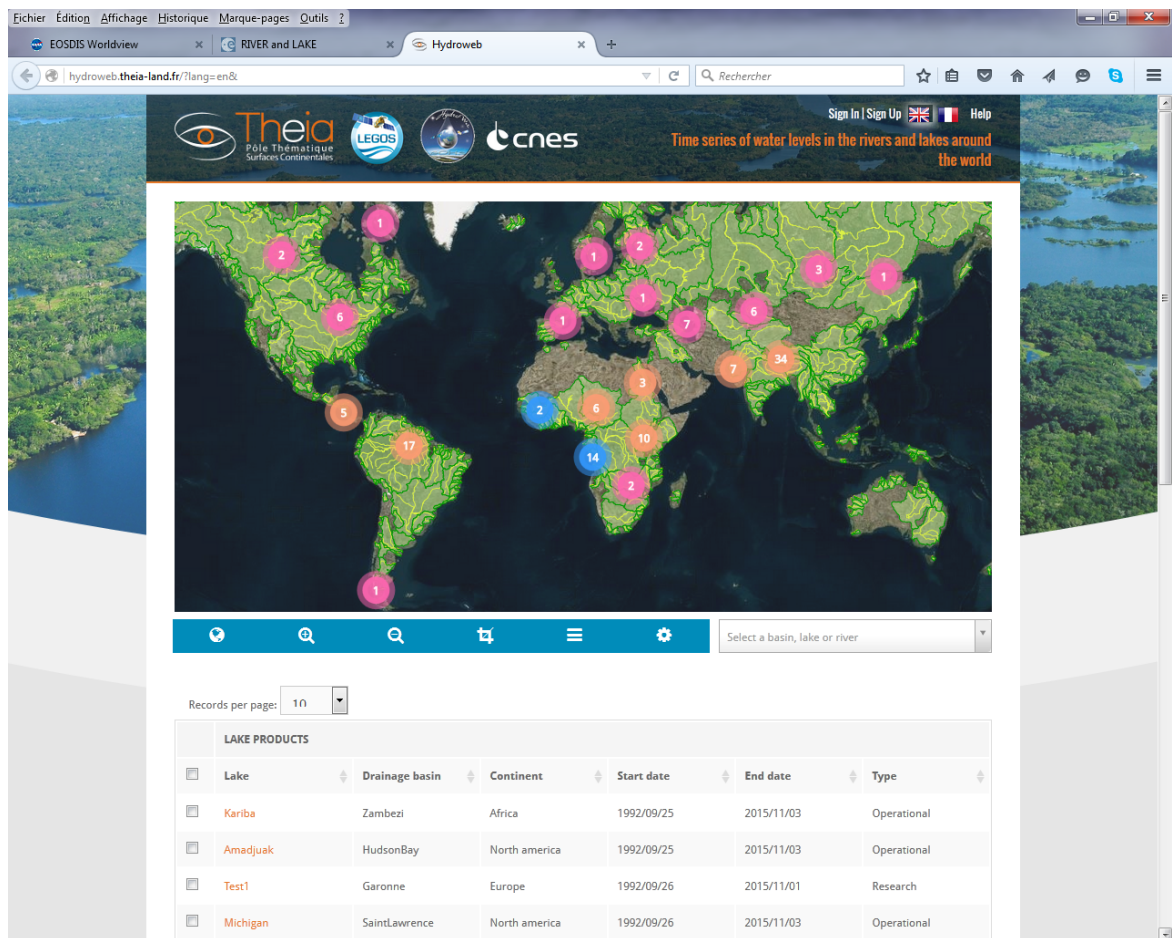 Fichier Édition Affichage Historique Marque-pages Outils ?
EOSDIS Worldview × RIVER and LAKE × Hydroweb × +
hydroweb.theia-land.fr/?lang=en& Rechercher
Sign In | Sign Up Help
Theia
Pôle Thématique
Surfaces Continentales
LEGOS
cnes
Time series of water levels in the rivers and lakes around
the world
1
2
1
2
3
1
6
1
1
7
6
7
34
3
5
2
6
17
10
14
2
1
Select a basin, lake or river
Records per page: 10
LAKE PRODUCTS
Lake Drainage basin Continent Start date End date Type
Kariba Zambezi Africa 1992/09/25 2015/11/03 Operational
Amadjuak HudsonBay North america 1992/09/25 2015/11/03 Operational
Test1 Garonne Europe 1992/09/26 2015/11/01 Research
Michigan SaintLawrence North america 1992/09/26 2015/11/03 Operational